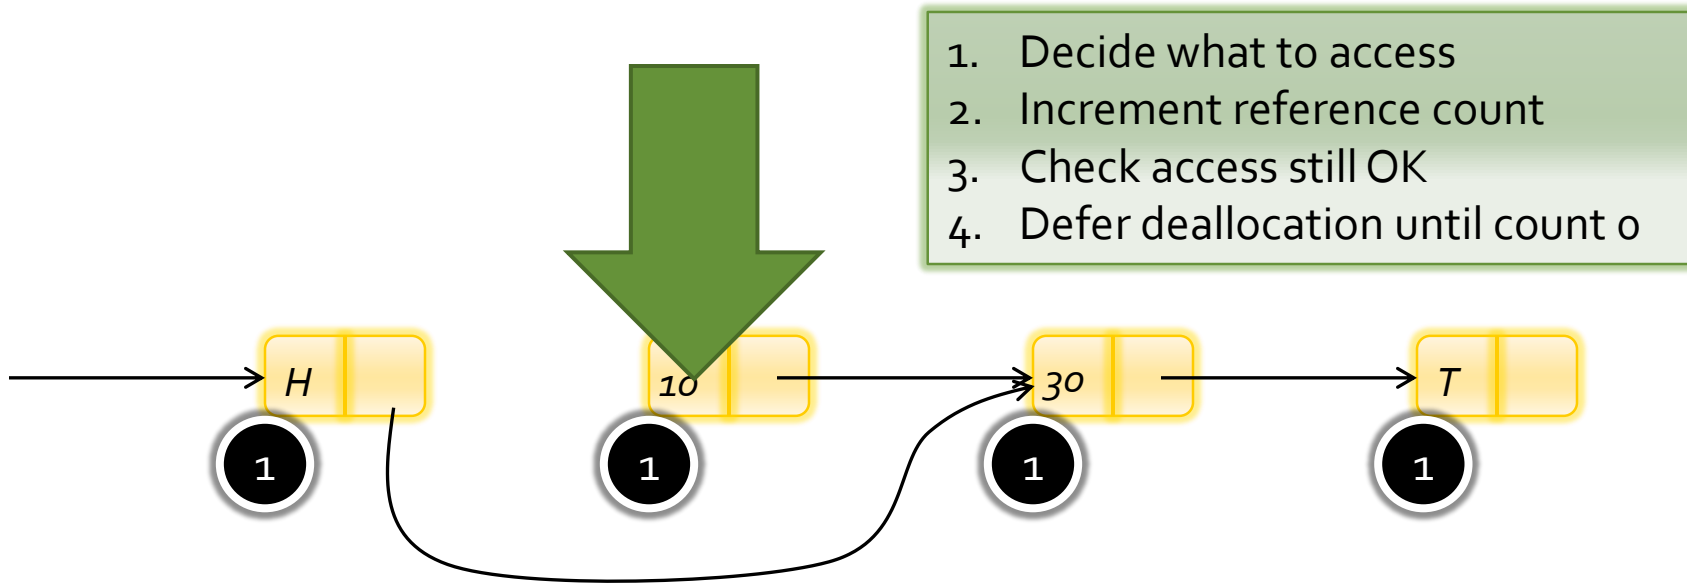 1. Decide what to access
2. Increment reference count
3. Check access still OK
4. Defer deallocation until count 0
H
10
30
T
1
1
1
1